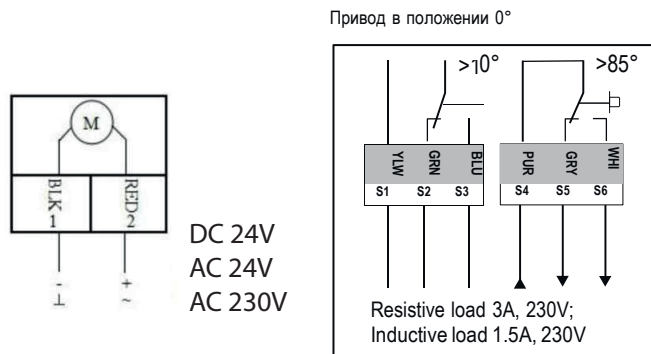 Привод в положении 0°
M
BLK
1
RED
2
-
⊥
+
~
DC 24V
AC 24V
AC 230V
>10°
>85°
YLW
GRN
BLU
PUR
GRY
WHI
S1
S2
S3
S4
S5
S6
Resistive load 3A, 230V;
Inductive load 1.5A, 230V